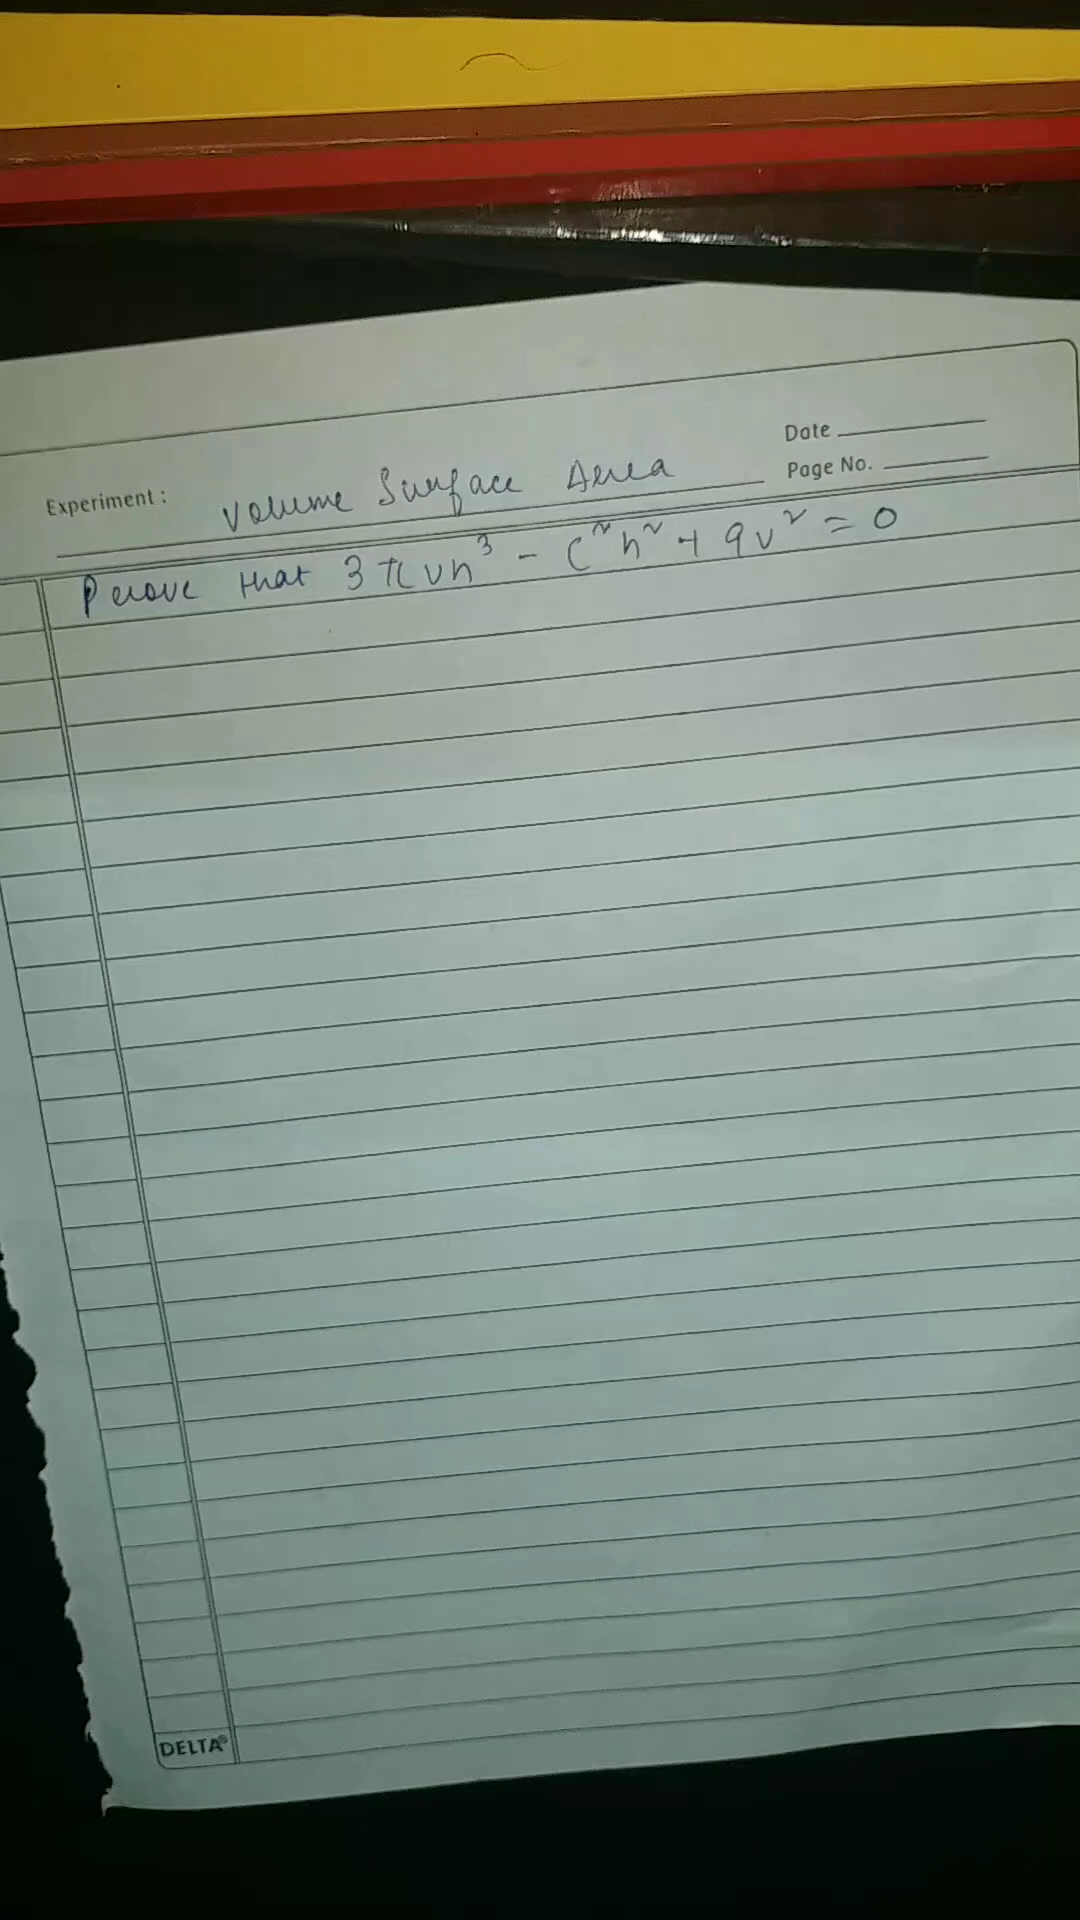 Date
Experiment: Volume Surface Area Page No.
Prove that 3πvh³ - c²h² + 9v² = 0
DELTA®